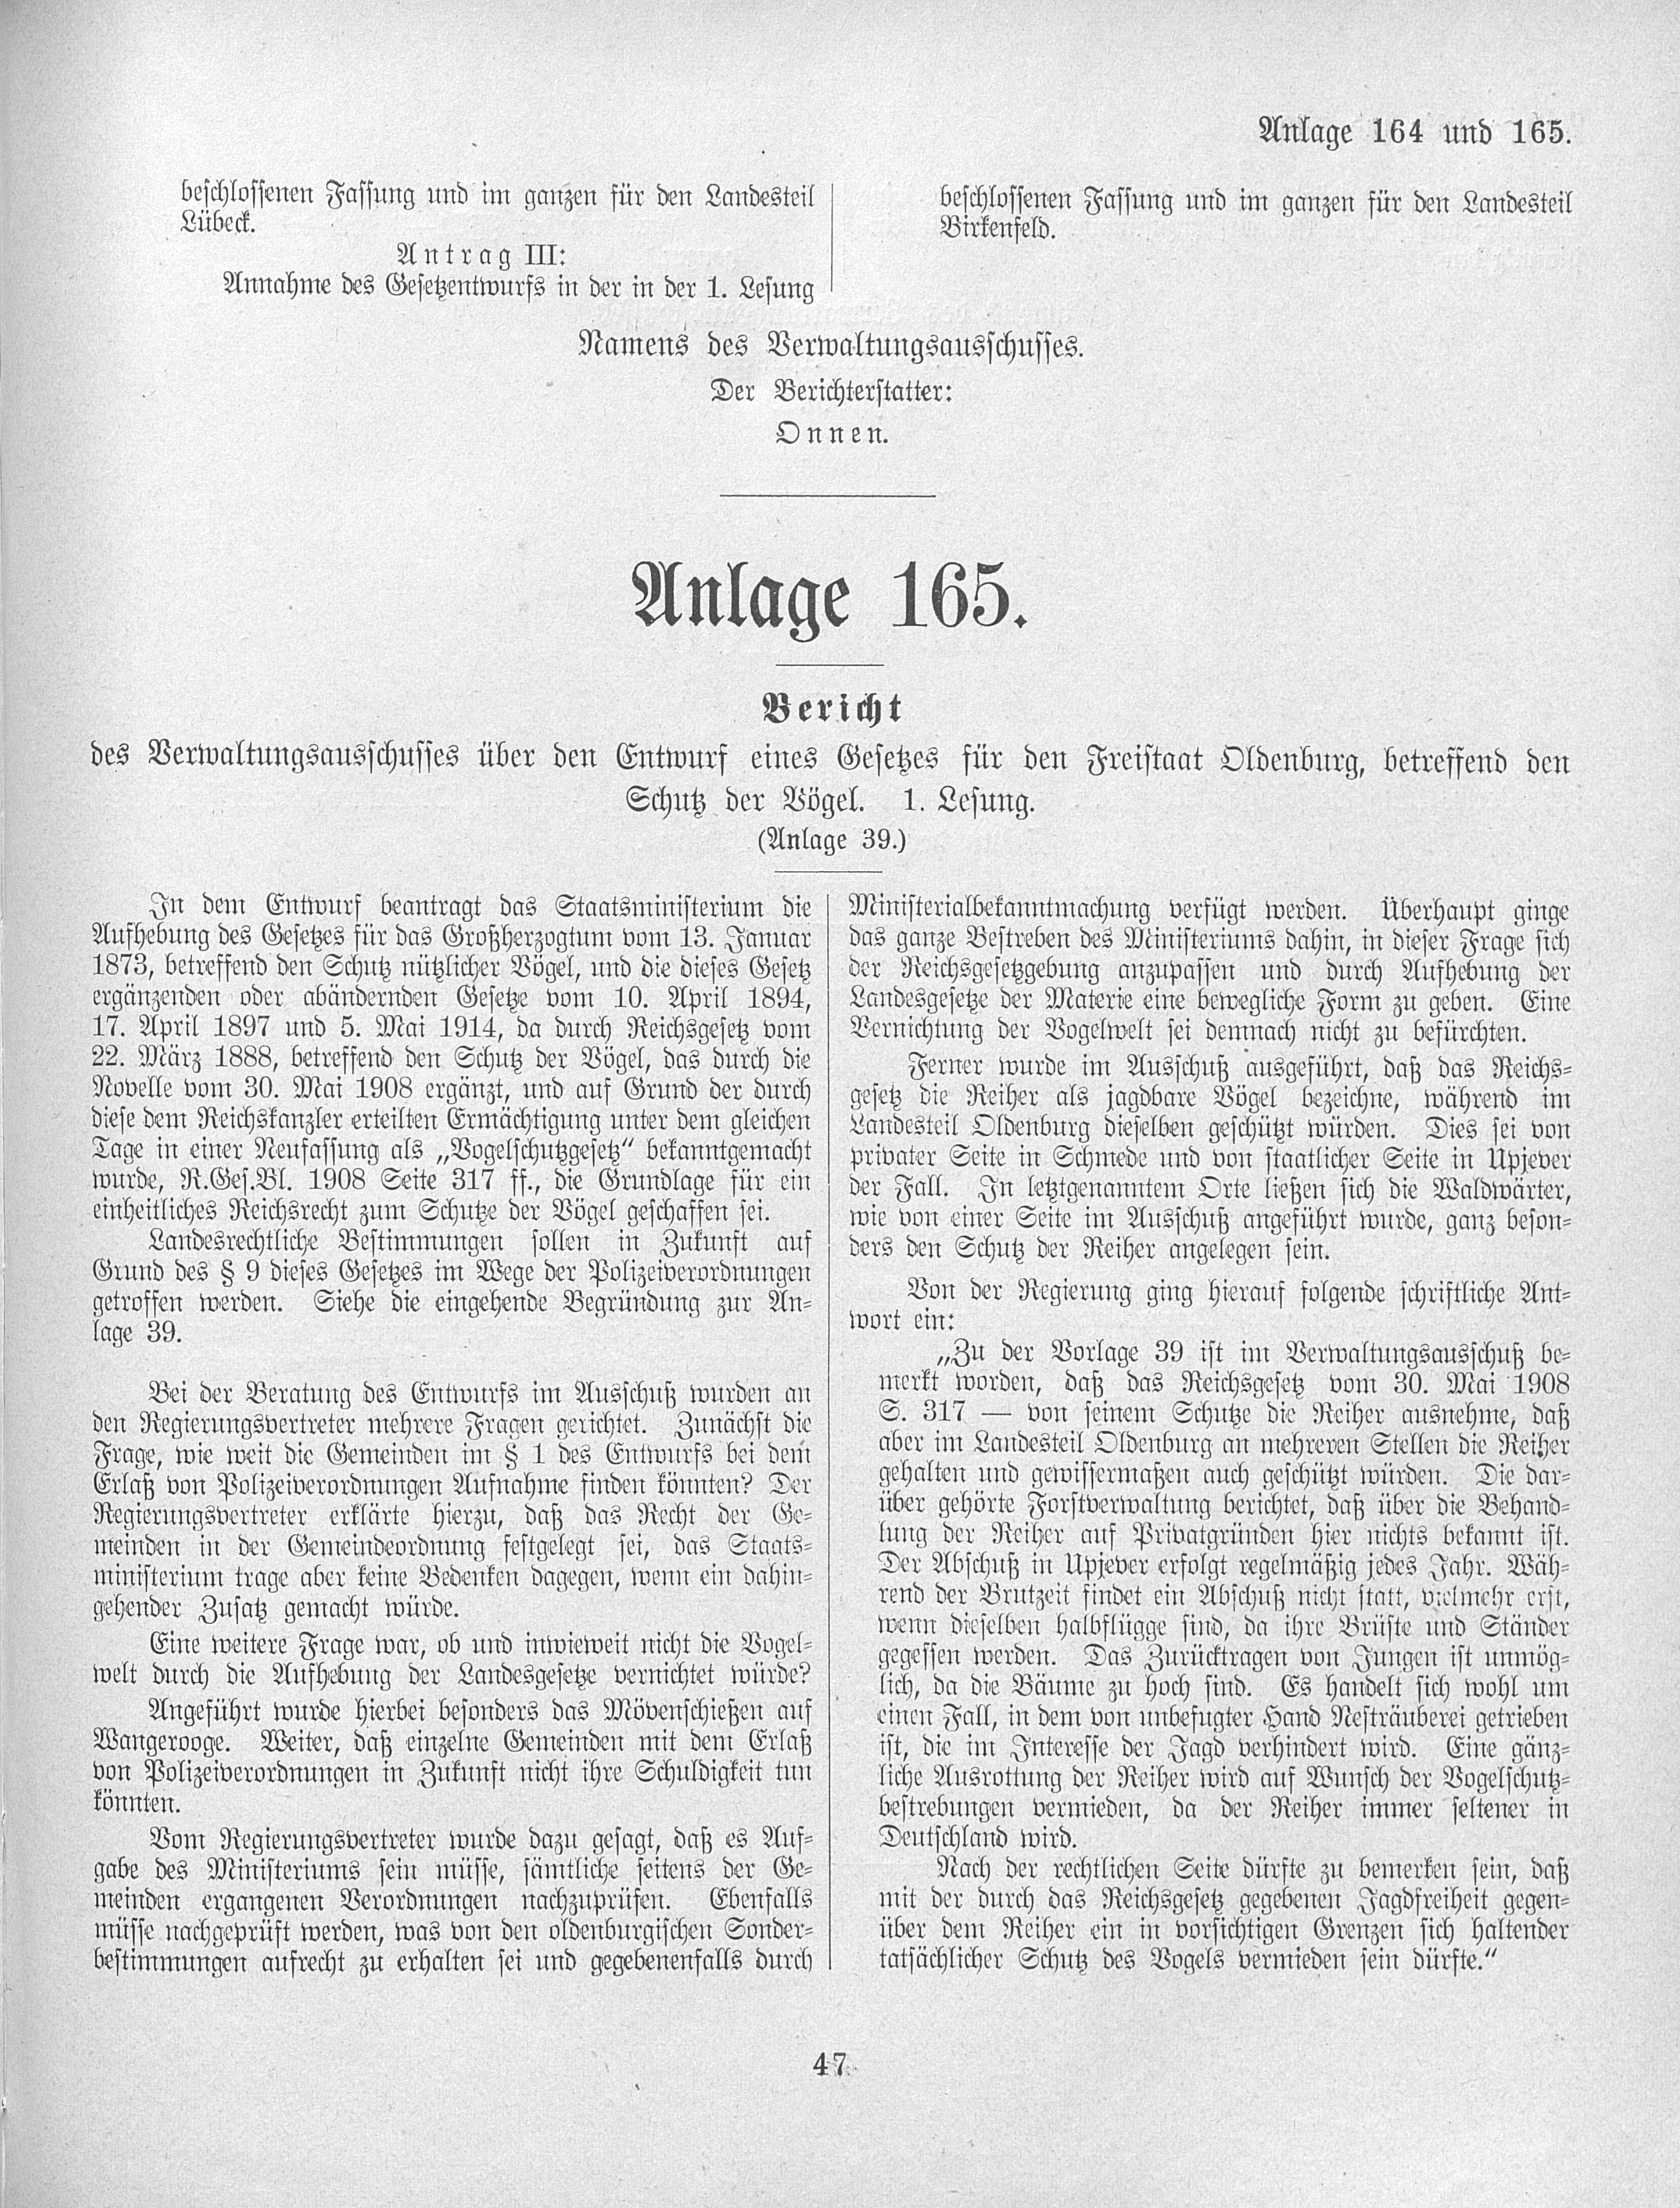 Anlage 164 und 165.
beschlossenen Fassung und im ganzen für den Landesteil
Lübeck.
Antrag III:
Annahme des Gesetzentwurfs in der in der 1. Lesung
beschlossenen Fassung und im ganzen für den Landesteil
Birkenfeld.
Namens des Verwaltungsausschusses.
Der Berichterstatter:
Onnen.
Anlage 165.
Bericht
des Verwaltungsausschusses über den Entwurf eines Gesetzes für den Freistaat Oldenburg, betreffend den
Schutz der Vögel. 1. Lesung.
(Anlage 39.)
In dem Entwurf beantragt das Staatsministerium die
Aufhebung des Gesetzes für das Großherzogtum vom 13. Januar
1873, betreffend den Schutz nützlicher Vögel, und die dieses Gesetz
ergänzenden oder abändernden Gesetze vom 10. April 1894,
17. April 1897 und 5. Mai 1914, da durch Reichsgesetz vom
22. März 1888, betreffend den Schutz der Vögel, das durch die
Novelle vom 30. Mai 1908 ergänzt, und auf Grund der durch
diese dem Reichskanzler erteilten Ermächtigung unter dem gleichen
Tage in einer Neufassung als „Vogelschutzgesetz“ bekanntgemacht
wurde, R.Ges.Bl. 1908 Seite 317 ff., die Grundlage für ein
einheitliches Reichsrecht zum Schutze der Vögel geschaffen sei.
Landesrechtliche Bestimmungen sollen in Zukunft auf
Grund des § 9 dieses Gesetzes im Wege der Polizeiverordnungen
getroffen werden. Siehe die eingehende Begründung zur An-
lage 39.
Bei der Beratung des Entwurfs im Ausschuß wurden an
den Regierungsvertreter mehrere Fragen gerichtet. Zunächst die
Frage, wie weit die Gemeinden im § 1 des Entwurfs bei dem
Erlaß von Polizeiverordnungen Aufnahme finden könnten? Der
Regierungsvertreter erklärte hierzu, daß das Recht der Ge-
meinden in der Gemeindeordnung festgelegt sei, das Staats-
ministerium trage aber keine Bedenken dagegen, wenn ein dahin-
gehender Zusatz gemacht würde.
Eine weitere Frage war, ob und inwieweit nicht die Vogel-
welt durch die Aufhebung der Landesgesetze vernichtet würde?
Angeführt wurde hierbei besonders das Mövenschießen auf
Wangerooge. Weiter, daß einzelne Gemeinden mit dem Erlaß
von Polizeiverordnungen in Zukunft nicht ihre Schuldigkeit tun
könnten.
Vom Regierungsvertreter wurde dazu gesagt, daß es Auf-
gabe des Ministeriums sein müsse, sämtliche seitens der Ge-
meinden ergangenen Verordnungen nachzuprüfen. Ebenfalls
müsse nachgeprüft werden, was von den oldenburgischen Sonder-
bestimmungen aufrecht zu erhalten sei und gegebenenfalls durch
Ministerialbekanntmachung verfügt werden. Überhaupt ginge
das ganze Bestreben des Ministeriums dahin, in dieser Frage sich
der Reichsgesetzgebung anzupassen und durch Aufhebung der
Landesgesetze der Materie eine bewegliche Form zu geben. Eine
Vernichtung der Vogelwelt sei demnach nicht zu befürchten.
Ferner wurde im Ausschuß ausgeführt, daß das Reichs-
gesetz die Reiher als jagdbare Vögel bezeichne, während im
Landesteil Oldenburg dieselben geschützt würden. Dies sei von
privater Seite in Schmede und von staatlicher Seite in Upjever
der Fall. In letztgenanntem Orte ließen sich die Waldwärter,
wie von einer Seite im Ausschuß angeführt wurde, ganz beson-
ders den Schutz der Reiher angelegen sein.
Von der Regierung ging hierauf folgende schriftliche Ant-
wort ein:
„Zu der Vorlage 39 ist im Verwaltungsausschuß be-
merkt worden, daß das Reichsgesetz vom 30. Mai 1908
S. 317 — von seinem Schutze die Reiher ausnehme, daß
aber im Landesteil Oldenburg an mehreren Stellen die Reiher
gehalten und gewissermaßen auch geschützt würden. Die dar-
über gehörte Forstverwaltung berichtet, daß über die Behand-
lung der Reiher auf Privatgründen hier nichts bekannt ist.
Der Abschuß in Upjever erfolgt regelmäßig jedes Jahr. Wäh-
rend der Brutzeit findet ein Abschuß nicht statt, vielmehr erst,
wenn dieselben halbflügge sind, da ihre Brüste und Ständer
gegessen werden. Das Zurücktragen von Jungen ist unmög-
lich, da die Bäume zu hoch sind. Es handelt sich wohl um
einen Fall, in dem von unbefugter Hand Nesträuberei getrieben
ist, die im Interesse der Jagd verhindert wird. Eine gänz-
liche Ausrottung der Reiher wird auf Wunsch der Vogelschutz-
bestrebungen vermieden, da der Reiher immer seltener in
Deutschland wird.
Nach der rechtlichen Seite dürfte zu bemerken sein, daß
mit der durch das Reichsgesetz gegebenen Jagdfreiheit gegen-
über dem Reiher ein in vorsichtigen Grenzen sich haltender
tatsächlicher Schutz des Vogels vermieden sein dürfte.“
47